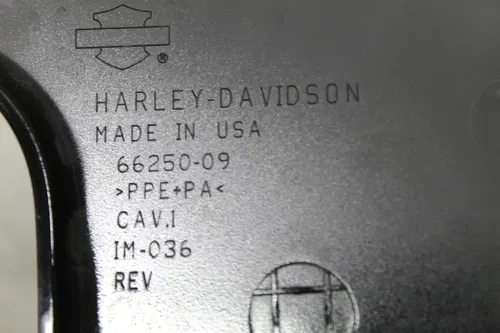 ®
HARLEY-DAVIDSON
MADE IN USA
66250-09
>PPE+PA<
CAV.1
IM-036
REV